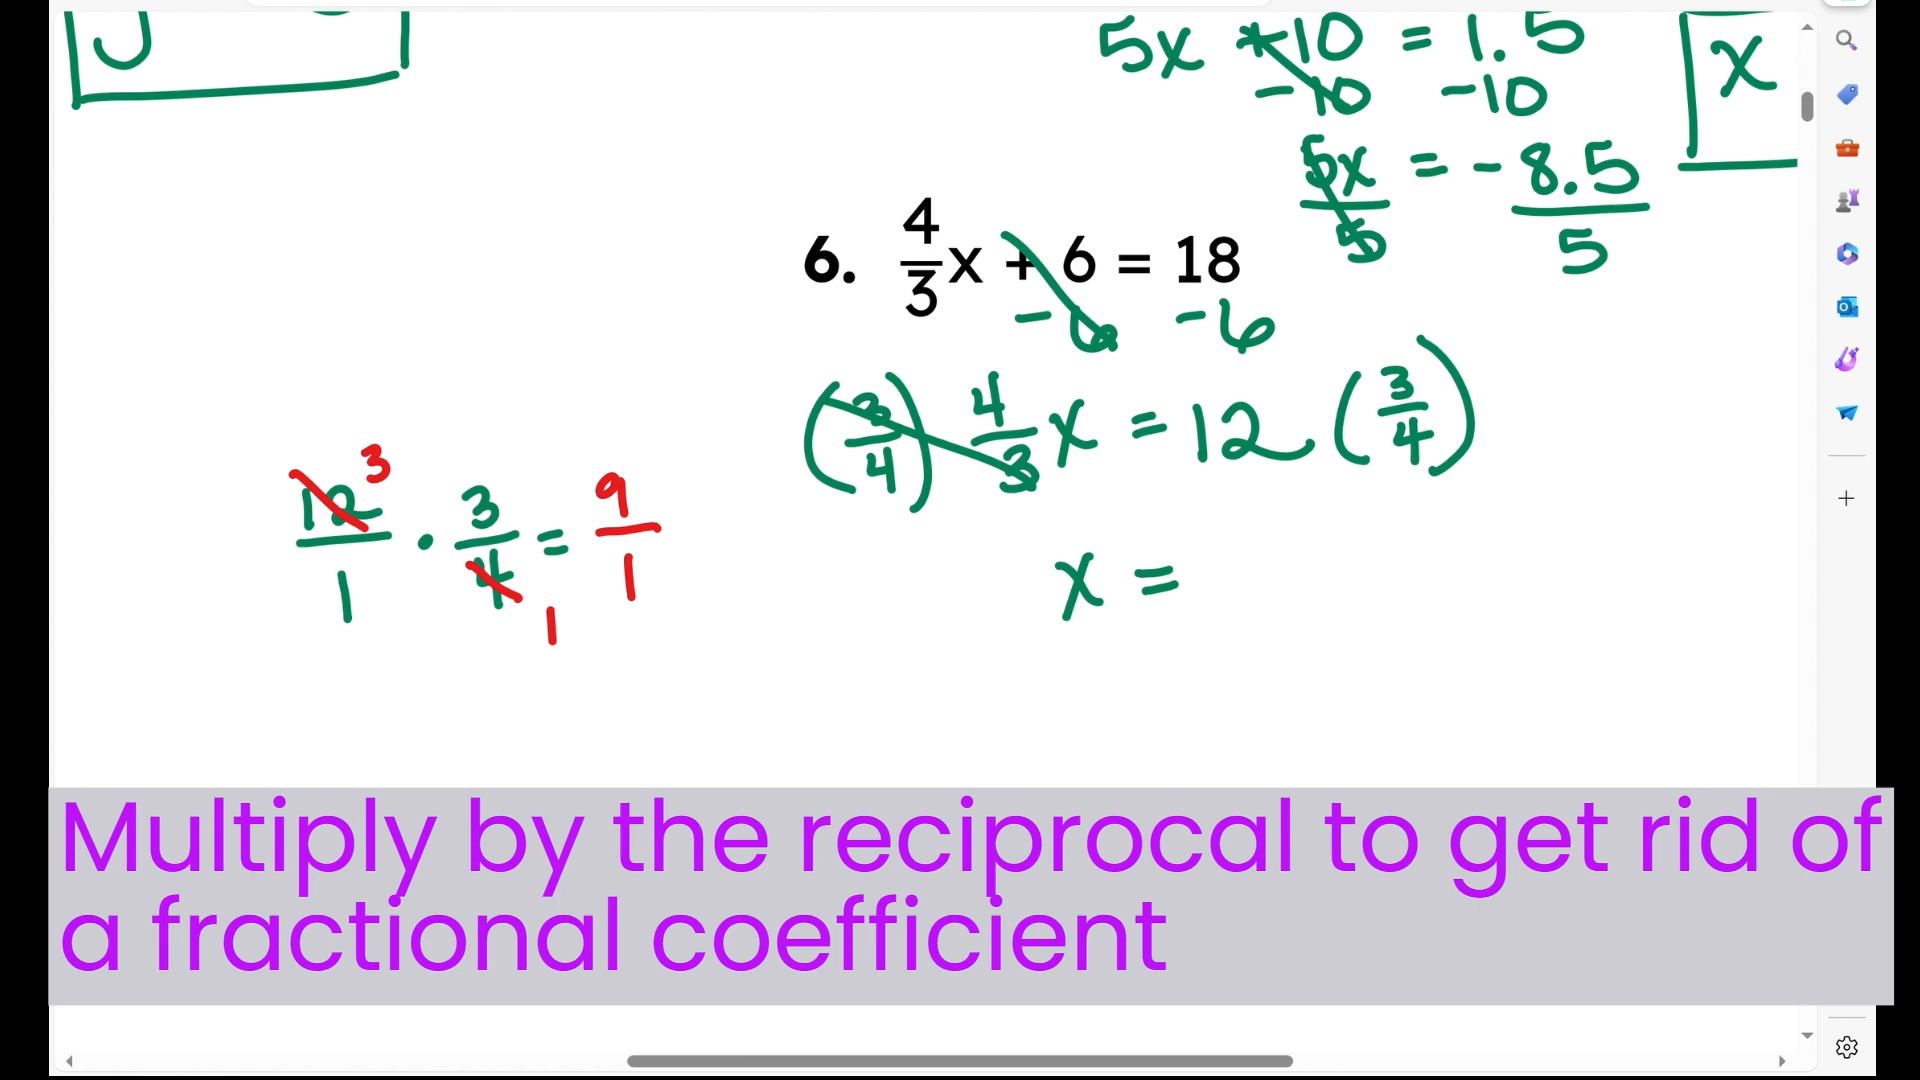 5x + 10 = 1.5
- 10 -10
5x = - 8.5
5 5
x
6. 4/3 x + 6 = 18
- 6 - 6
(3/4) 4/3 x = 12 (3/4)
12/1 · 3/4 = 9/1
3
1
x =
Multiply by the reciprocal to get rid of
a fractional coefficient